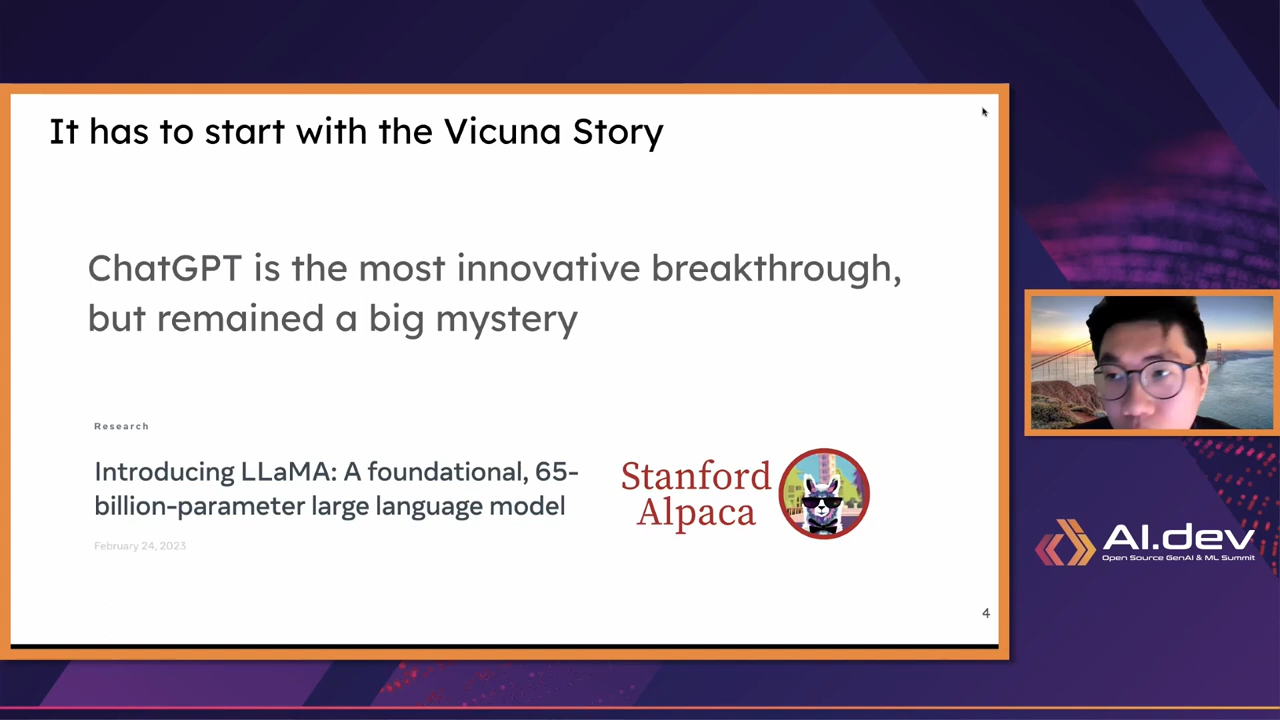 It has to start with the Vicuna Story
ChatGPT is the most innovative breakthrough,
but remained a big mystery
Research
Introducing LLaMA: A foundational, 65-
billion-parameter large language model
February 24, 2023
Stanford
Alpaca
4
AI.dev
Open Source GenAI & ML Summit